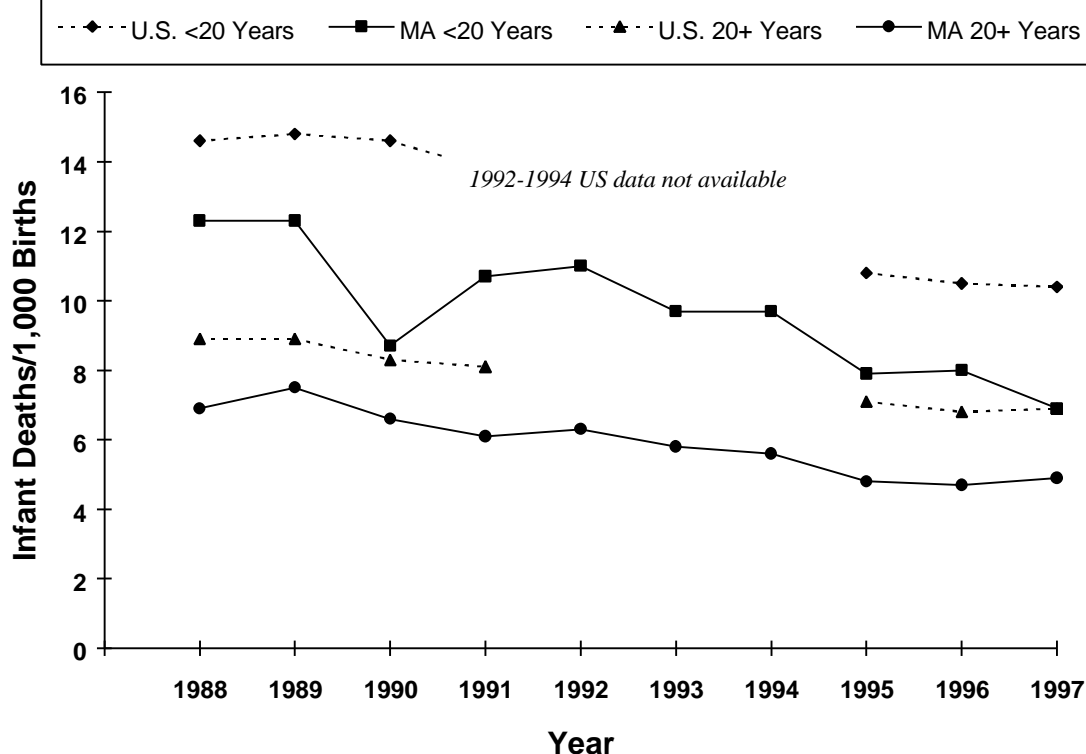 U.S. <20 Years MA <20 Years U.S. 20+ Years MA 20+ Years
16
14
12
10
8
6
4
2
0
Infant Deaths/1,000 Births
1992-1994 US data not available
1988 1989 1990 1991 1992 1993 1994 1995 1996 1997
Year